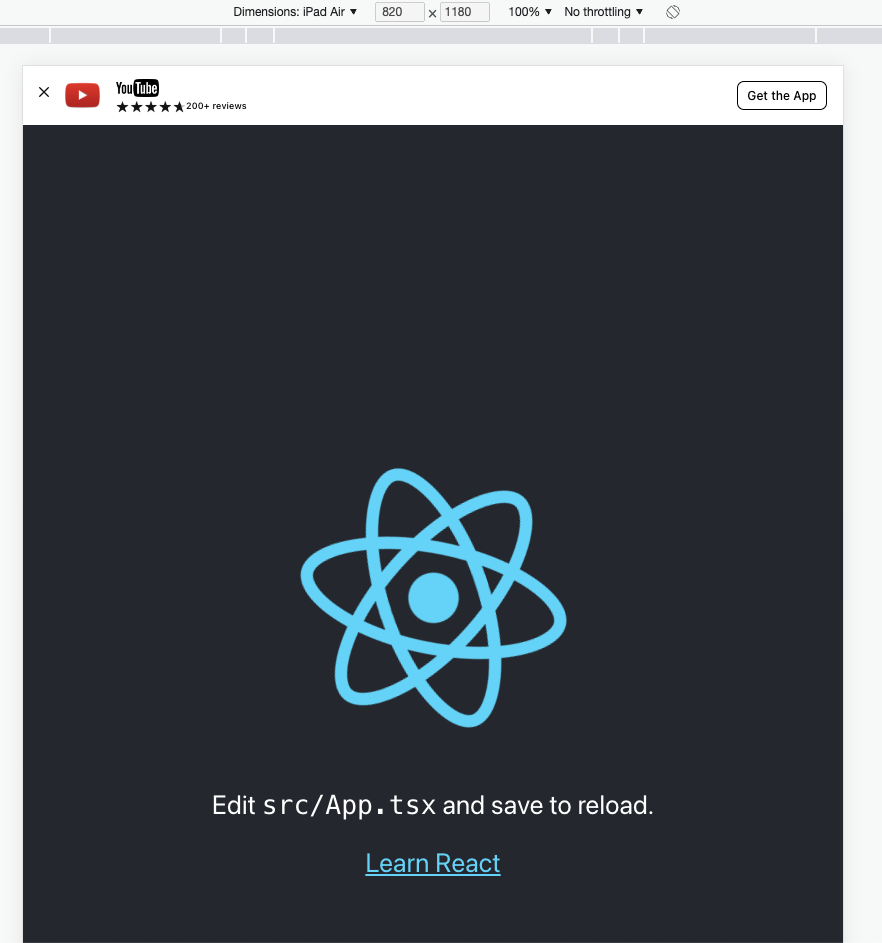 Dimensions: iPad Air ▼ 820 × 1180 100% ▼ No throttling ▼
YouTube
★★★★ 200+ reviews
Get the App
Edit src/App.tsx and save to reload.
Learn React